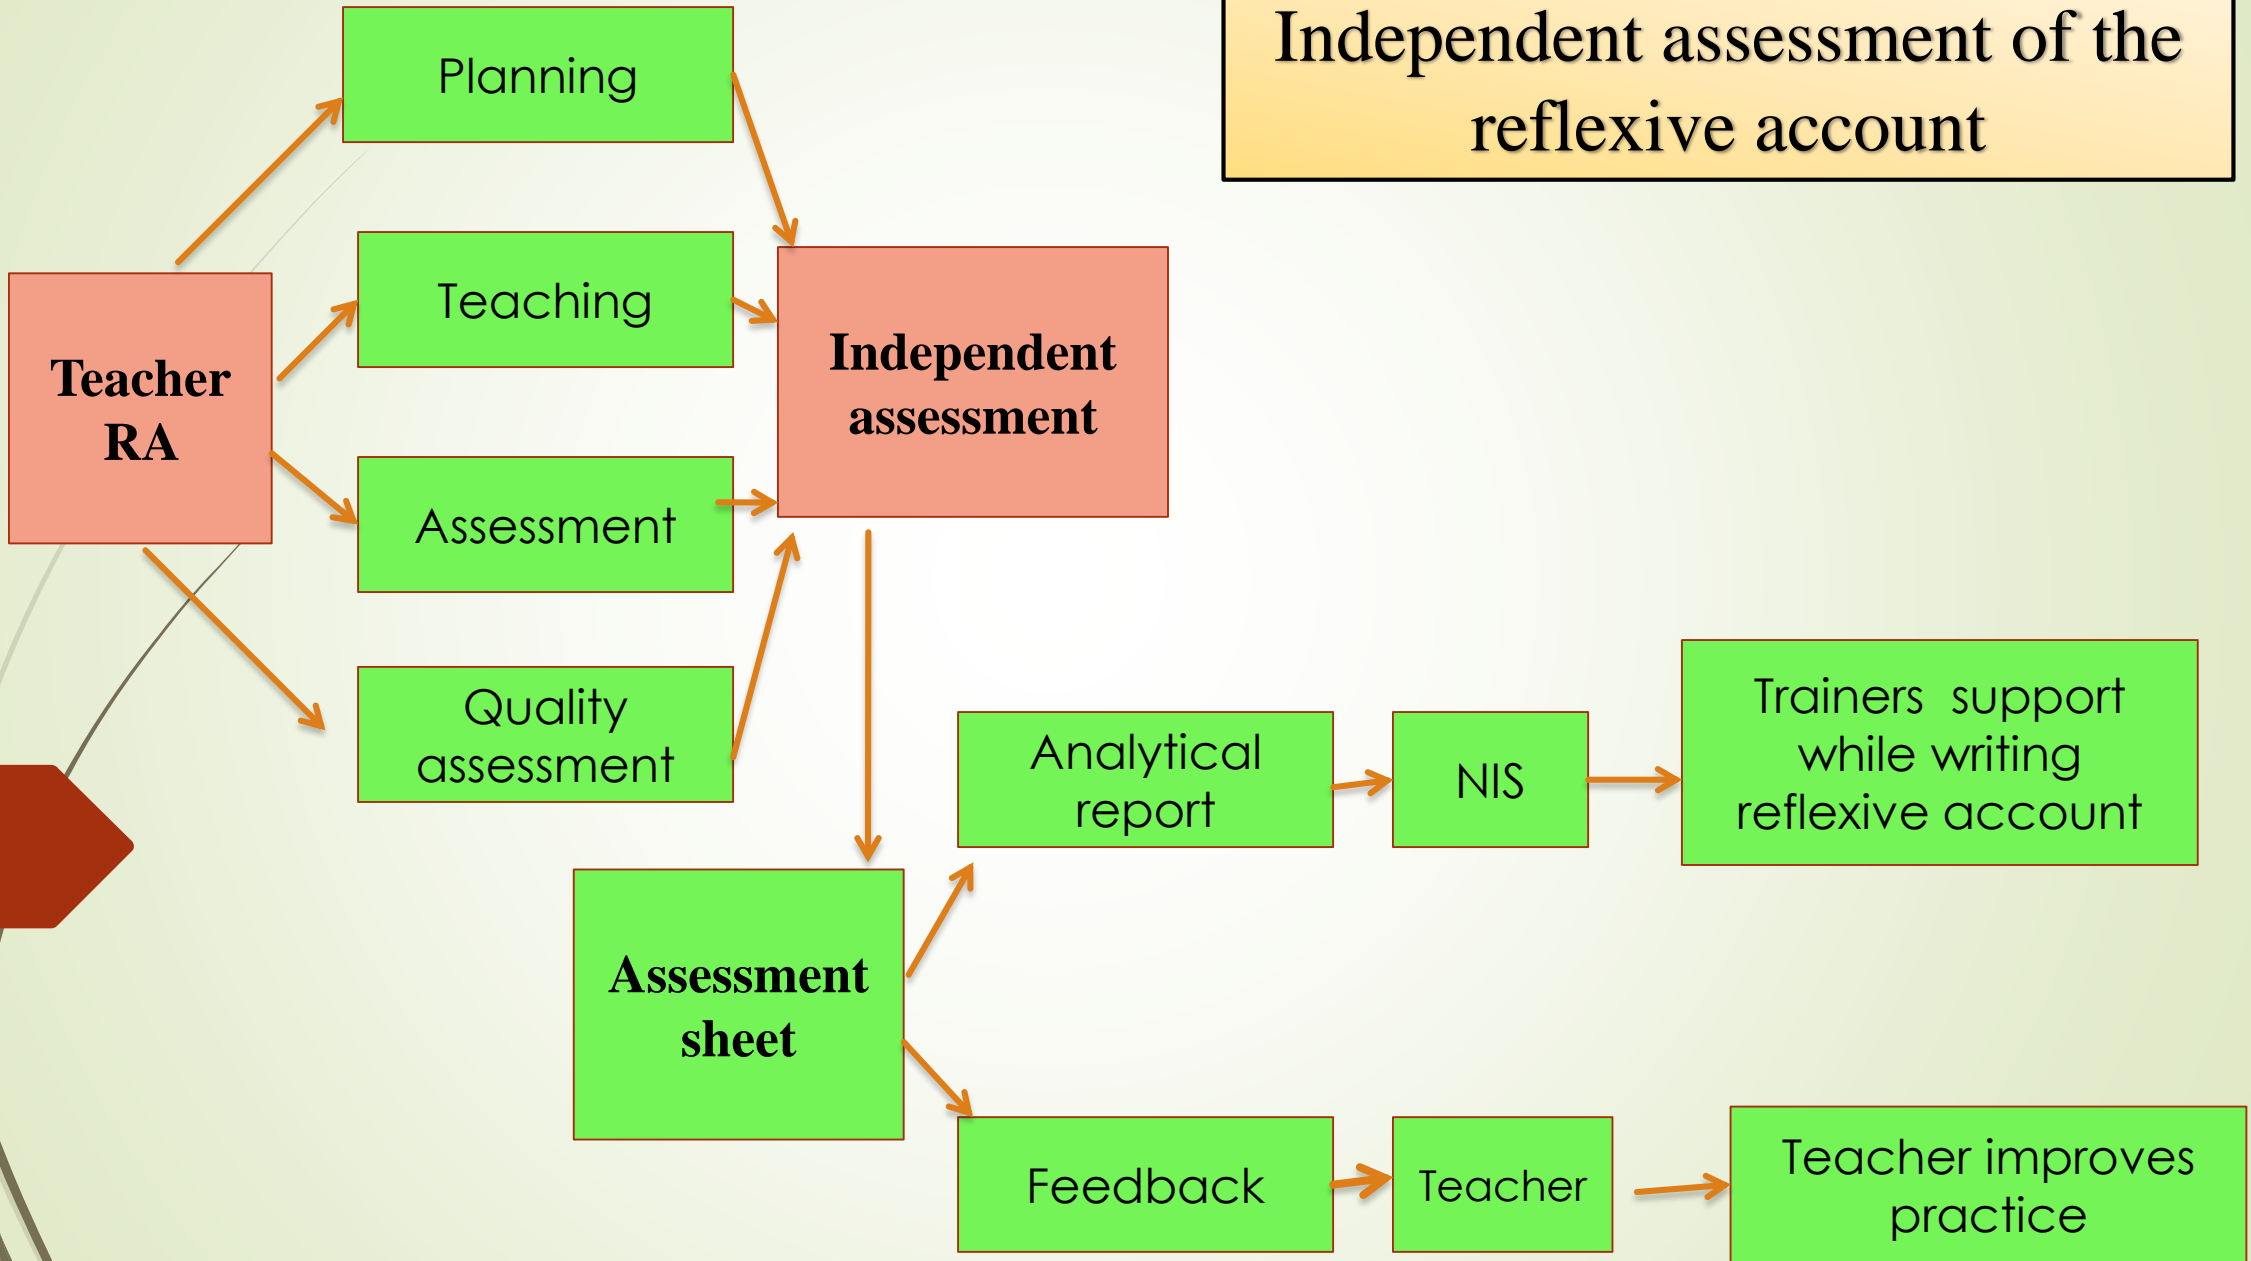 Independent assessment of the
reflexive account
Planning
Teaching
Teacher
RA
Independent
assessment
Assessment
Quality
assessment
Analytical
report
NIS
Trainers  support
while writing
reflexive account
Assessment
sheet
Feedback
Teacher
Teacher improves
practice